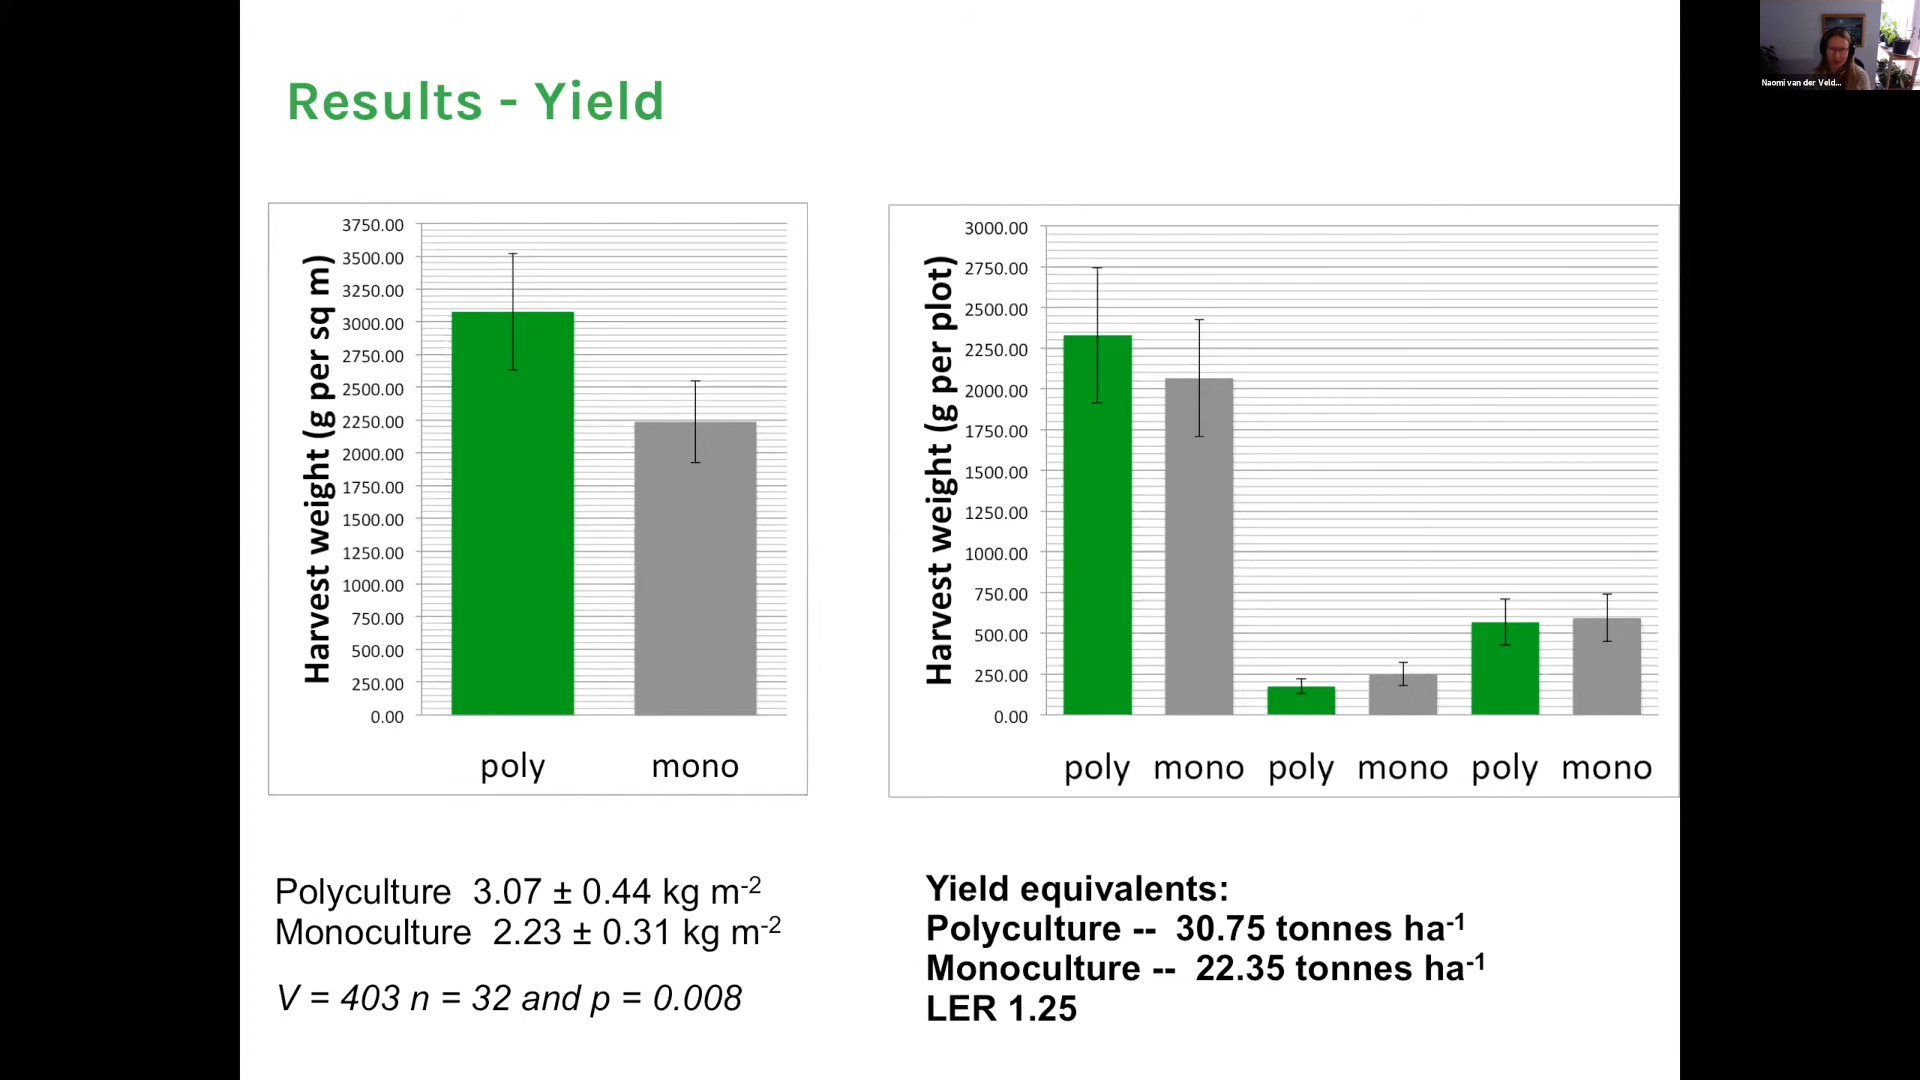 Results - Yield
Naomi van der Veld...
Harvest weight (g per sq m)
3750.00
3500.00
3250.00
3000.00
2750.00
2500.00
2250.00
2000.00
1750.00
1500.00
1250.00
1000.00
750.00
500.00
250.00
0.00
poly mono
Harvest weight (g per plot)
3000.00
2750.00
2500.00
2250.00
2000.00
1750.00
1500.00
1250.00
1000.00
750.00
500.00
250.00
0.00
poly mono poly mono poly mono
Polyculture 3.07 ± 0.44 kg m-2
Monoculture 2.23 ± 0.31 kg m-2
V = 403 n = 32 and p = 0.008
Yield equivalents:
Polyculture -- 30.75 tonnes ha-1
Monoculture -- 22.35 tonnes ha-1
LER 1.25